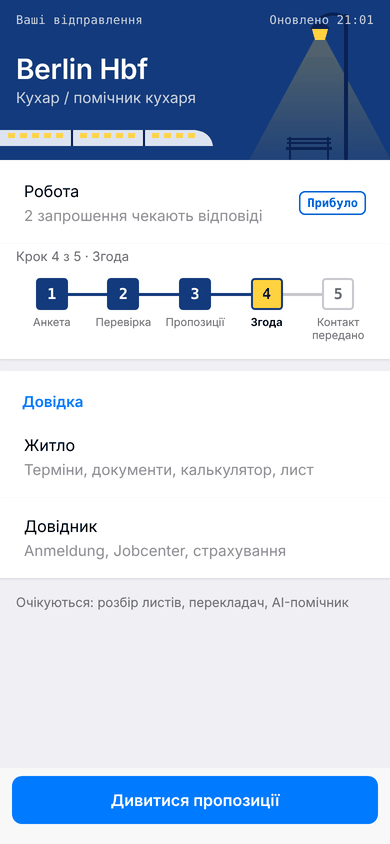 Ваші відправлення
Оновлено 21:01
Berlin Hbf
Кухар / помічник кухаря
Робота
2 запрошення чекають відповіді
Прибуло
Крок 4 з 5 · Згода
1
2
3
4
5
Анкета
Перевірка
Пропозиції
Згода
Контакт
передано
Довідка
Житло
Терміни, документи, калькулятор, лист
Довідник
Anmeldung, Jobcenter, страхування
Очікуються: розбір листів, перекладач, AI-помічник
Дивитися пропозиції